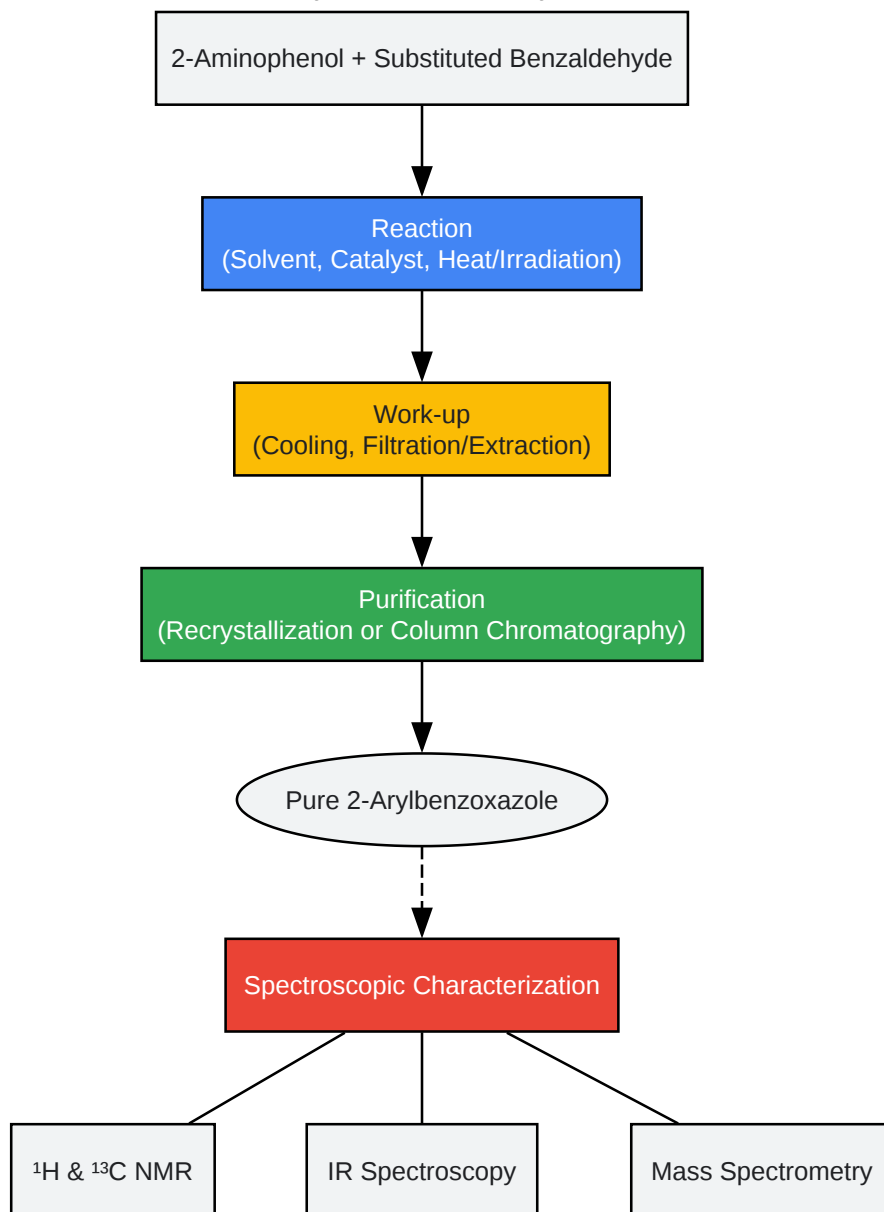 2-Aminophenol + Substituted Benzaldehyde
Reaction
(Solvent, Catalyst, Heat/Irradiation)
Work-up
(Cooling, Filtration/Extraction)
Purification
(Recrystallization or Column Chromatography)
Pure 2-Arylbenzoxazole
Spectroscopic Characterization
¹H & ¹³C NMR
IR Spectroscopy
Mass Spectrometry